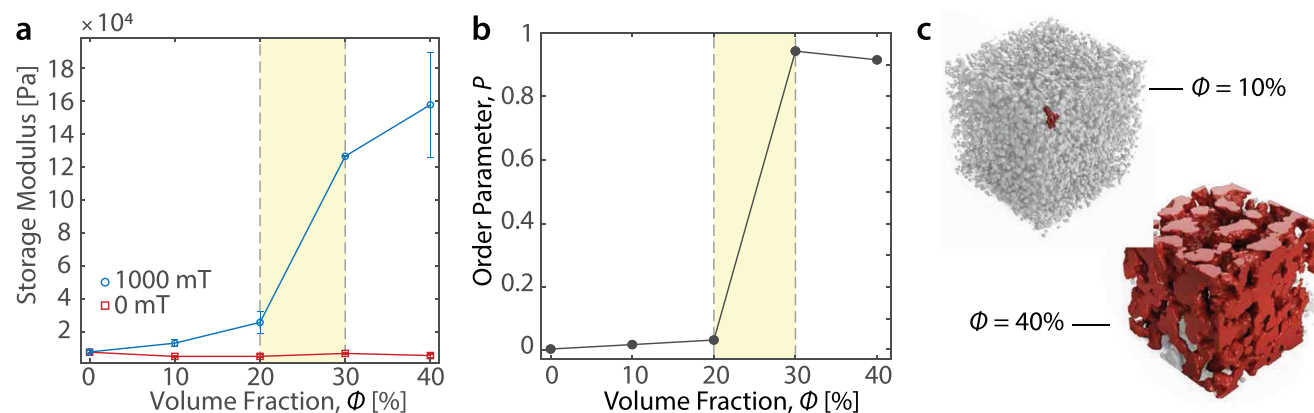 a
× 10⁴
Storage Modulus [Pa]
18
16
14
12
10
8
6
4
2
1000 mT
0 mT
0 10 20 30 40
Volume Fraction, Φ [%]
b
Order Parameter, P
1
0.8
0.6
0.4
0.2
0
0 10 20 30 40
Volume Fraction, Φ [%]
c
Φ = 10%
Φ = 40%